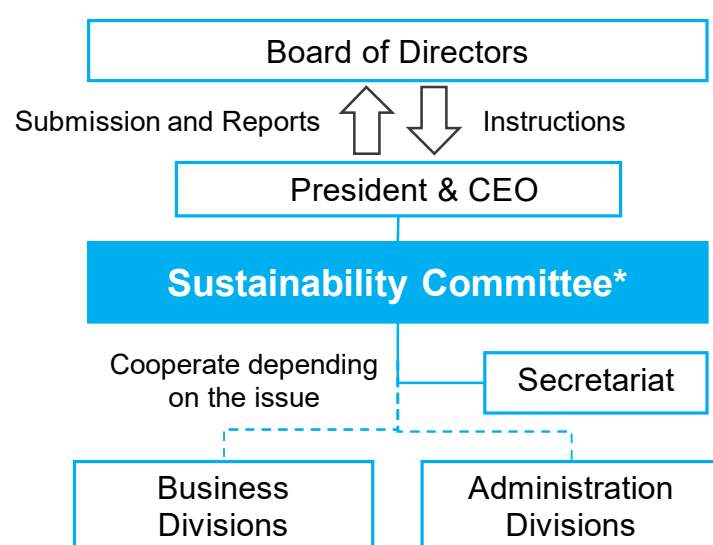 Board of Directors
Submission and Reports
Instructions
President & CEO
Sustainability Committee*
Cooperate depending
on the issue
Secretariat
Business
Divisions
Administration
Divisions